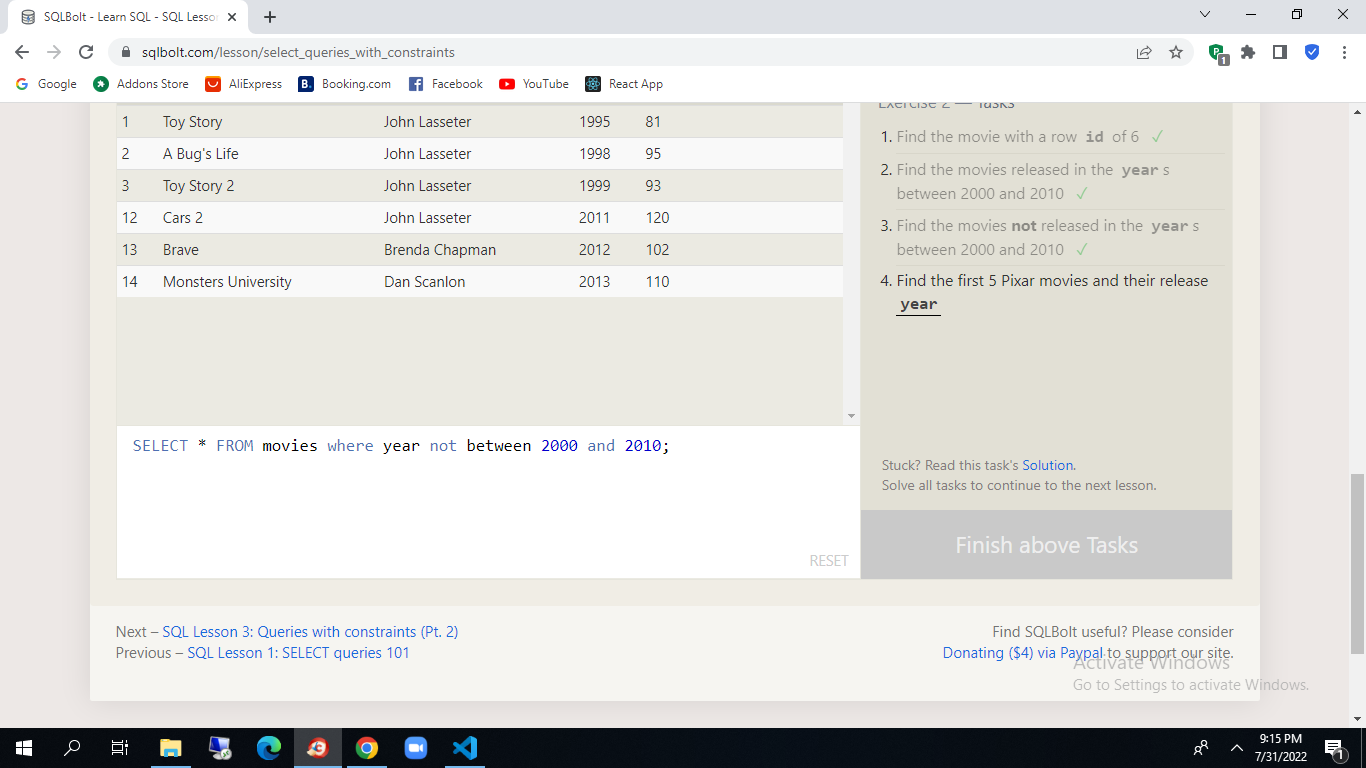 SQLBolt - Learn SQL - SQL Lesson
sqlbolt.com/lesson/select_queries_with_constraints
Google Addons Store AliExpress Booking.com Facebook YouTube React App
1 Toy Story John Lasseter 1995 81
2 A Bug's Life John Lasseter 1998 95
3 Toy Story 2 John Lasseter 1999 93
12 Cars 2 John Lasseter 2011 120
13 Brave Brenda Chapman 2012 102
14 Monsters University Dan Scanlon 2013 110
SELECT * FROM movies where year not between 2000 and 2010;
RESET
Exercise 2 — Tasks
1. Find the movie with a row id of 6 ✓
2. Find the movies released in the year s
between 2000 and 2010 ✓
3. Find the movies not released in the year s
between 2000 and 2010 ✓
4. Find the first 5 Pixar movies and their release
year
Stuck? Read this task's Solution.
Solve all tasks to continue to the next lesson.
Finish above Tasks
Next – SQL Lesson 3: Queries with constraints (Pt. 2)
Previous – SQL Lesson 1: SELECT queries 101
Find SQLBolt useful? Please consider
Donating ($4) via Paypal to support our site.
Activate Windows
Go to Settings to activate Windows.
9:15 PM
7/31/2022
1